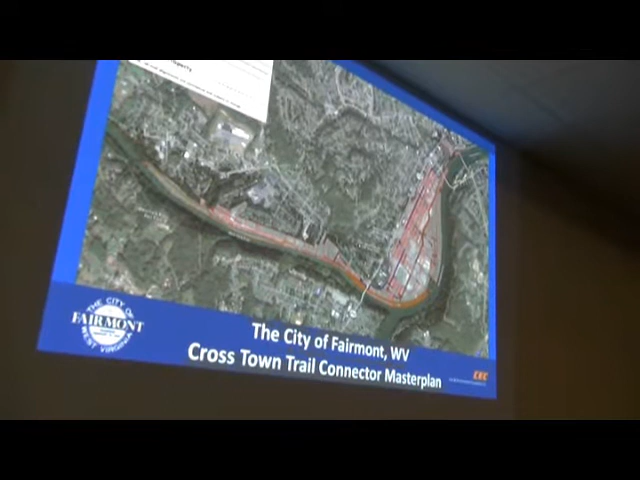 THE CITY OF
FAIRMONT
WEST VIRGINIA
The City of Fairmont, WV
Cross Town Trail Connector Masterplan
CEC